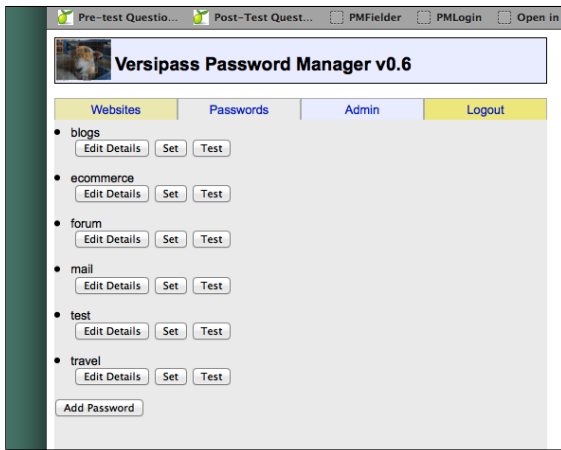 Pre-test Questio... Post-Test Quest... PMFielder PMLogin Open in
Versipass Password Manager v0.6
Websites Passwords Admin Logout
blogs
Edit Details Set Test
ecommerce
Edit Details Set Test
forum
Edit Details Set Test
mail
Edit Details Set Test
test
Edit Details Set Test
travel
Edit Details Set Test
Add Password